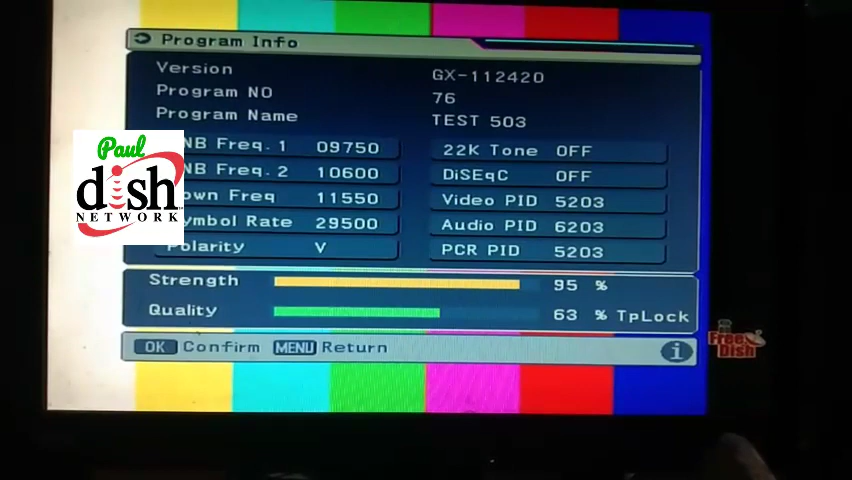 Program Info
Version GX-112420
Program NO 76
Program Name TEST 503
NB Freq. 1 09750 22K Tone OFF
NB Freq. 2 10600 DiSEqC OFF
own Freq 11550 Video PID 5203
ymbol Rate 29500 Audio PID 6203
Polarity V PCR PID 5203
Strength 95 %
Quality 63 % TpLock
OK Confirm MENU Return i
Paul
dish
NETWORK
Free
Dish